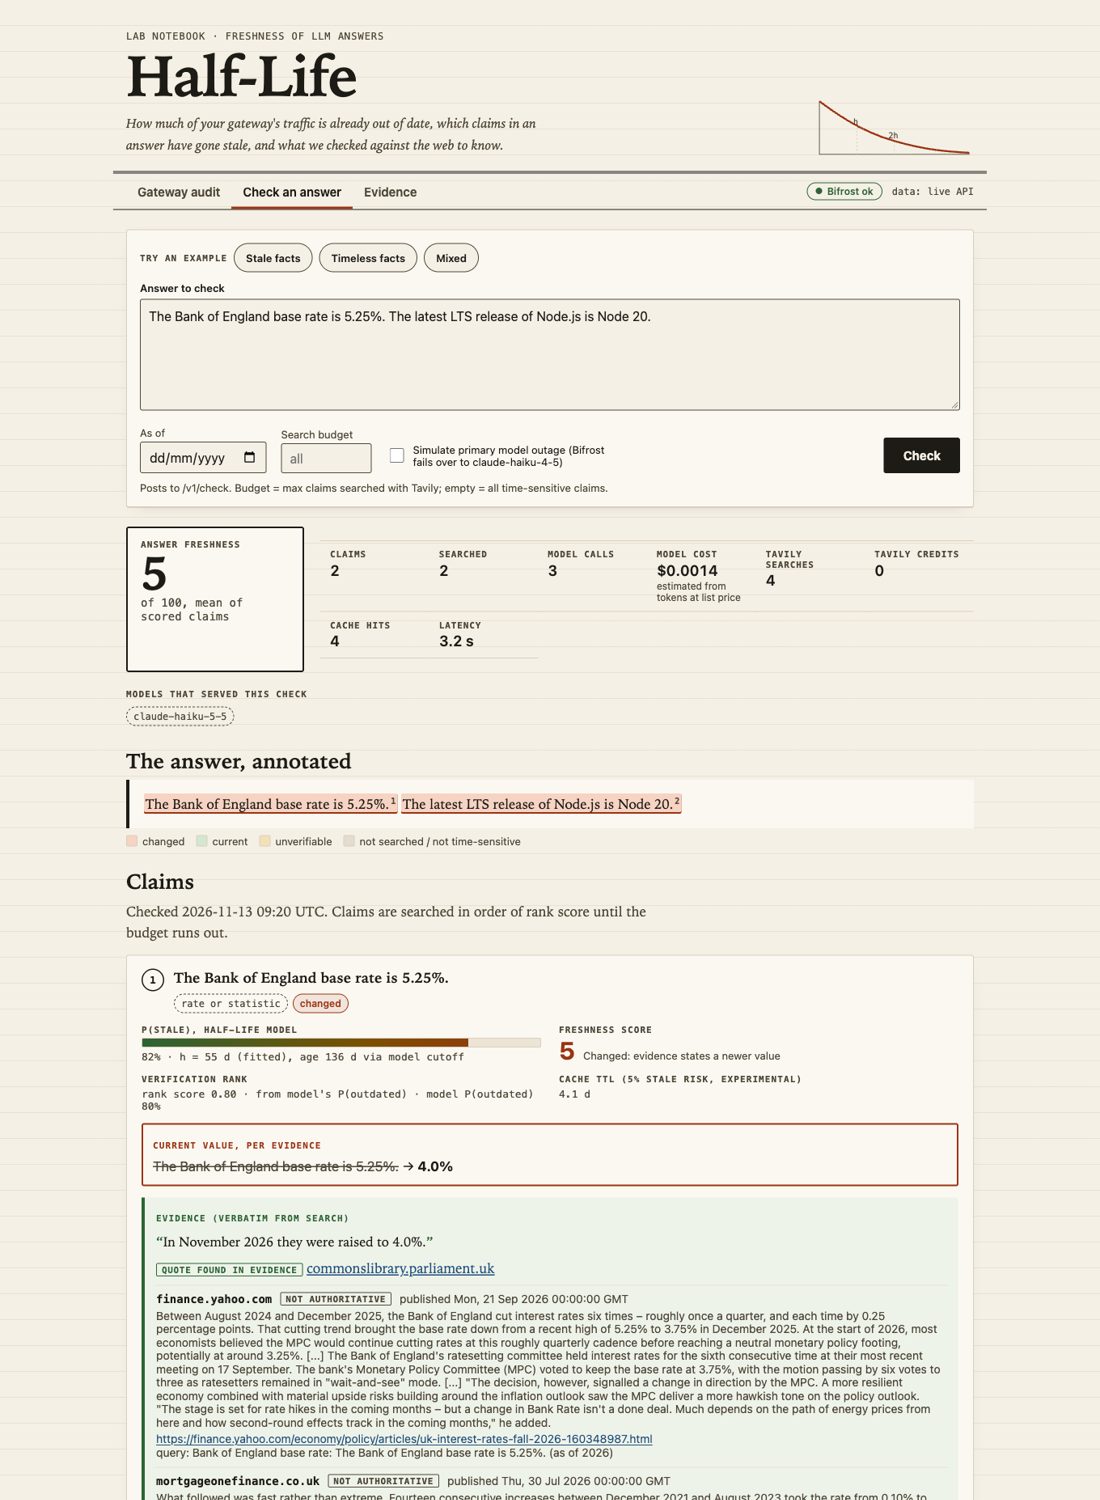 LAB NOTEBOOK · FRESHNESS OF LLM ANSWERS
Half-Life
How much of your gateway's traffic is already out of date, which claims in an
answer have gone stale, and what we checked against the web to know.
h
2h
Gateway audit
Check an answer
Evidence
Bifrost ok
data: live API
TRY AN EXAMPLE
Stale facts
Timeless facts
Mixed
Answer to check
The Bank of England base rate is 5.25%. The latest LTS release of Node.js is Node 20.
As of
dd/mm/yyyy
Search budget
all
Simulate primary model outage (Bifrost
fails over to claude-haiku-4-5)
Check
Posts to /v1/check. Budget = max claims searched with Tavily; empty = all time-sensitive claims.
ANSWER FRESHNESS
5
of 100, mean of
scored claims
CLAIMS
2
SEARCHED
2
MODEL CALLS
3
MODEL COST
$0.0014
estimated from
tokens at list price
TAVILY
SEARCHES
4
TAVILY CREDITS
0
CACHE HITS
4
LATENCY
3.2 s
MODELS THAT SERVED THIS CHECK
claude-haiku-5-5
The answer, annotated
The Bank of England base rate is 5.25%.1 The latest LTS release of Node.js is Node 20.2
changed
current
unverifiable
not searched / not time-sensitive
Claims
Checked 2026-11-13 09:20 UTC. Claims are searched in order of rank score until the
budget runs out.
1
The Bank of England base rate is 5.25%.
rate or statistic
changed
P(STALE), HALF-LIFE MODEL
82% · h = 55 d (fitted), age 136 d via model cutoff
FRESHNESS SCORE
5 Changed: evidence states a newer value
VERIFICATION RANK
rank score 0.80 · from model's P(outdated) · model P(outdated)
80%
CACHE TTL (5% STALE RISK, EXPERIMENTAL)
4.1 d
CURRENT VALUE, PER EVIDENCE
The Bank of England base rate is 5.25%. → 4.0%
EVIDENCE (VERBATIM FROM SEARCH)
“In November 2026 they were raised to 4.0%.”
QUOTE FOUND IN EVIDENCE commonslibrary.parliament.uk
finance.yahoo.com NOT AUTHORITATIVE published Mon, 21 Sep 2026 00:00:00 GMT
Between August 2024 and December 2025, the Bank of England cut interest rates six times – roughly once a quarter, and each time by 0.25
percentage points. That cutting trend brought the base rate down from a recent high of 5.25% to 3.75% in December 2025. At the start of 2026, most
economists believed the MPC would continue cutting rates at this roughly quarterly cadence before reaching a neutral monetary policy footing,
potentially at around 3.25%. [...] The Bank of England's ratesetting committee held interest rates for the sixth consecutive time at their most recent
meeting on 17 September. The bank's Monetary Policy Committee (MPC) voted to keep the base rate at 3.75%, with the motion passing by six votes to
three as ratesetters remained in "wait-and-see" mode. [...] "The decision, however, signalled a change in direction by the MPC. A more resilient
economy combined with material upside risks building around the inflation outlook saw the MPC deliver a more hawkish tone on the policy outlook.
"The stage is set for rate hikes in the coming months – but a change in Bank Rate isn't a done deal. Much depends on the path of energy prices from
here and how second-round effects track in the coming months," he added.
https://finance.yahoo.com/economy/policy/articles/uk-interest-rates-fall-2026-160348987.html
query: Bank of England base rate: The Bank of England base rate is 5.25%. (as of 2026)
mortgageonefinance.co.uk NOT AUTHORITATIVE published Thu, 30 Jul 2026 00:00:00 GMT
What followed was fast rather than extreme. Fourteen consecutive increases between December 2021 and August 2023 took the rate from 0.10% to